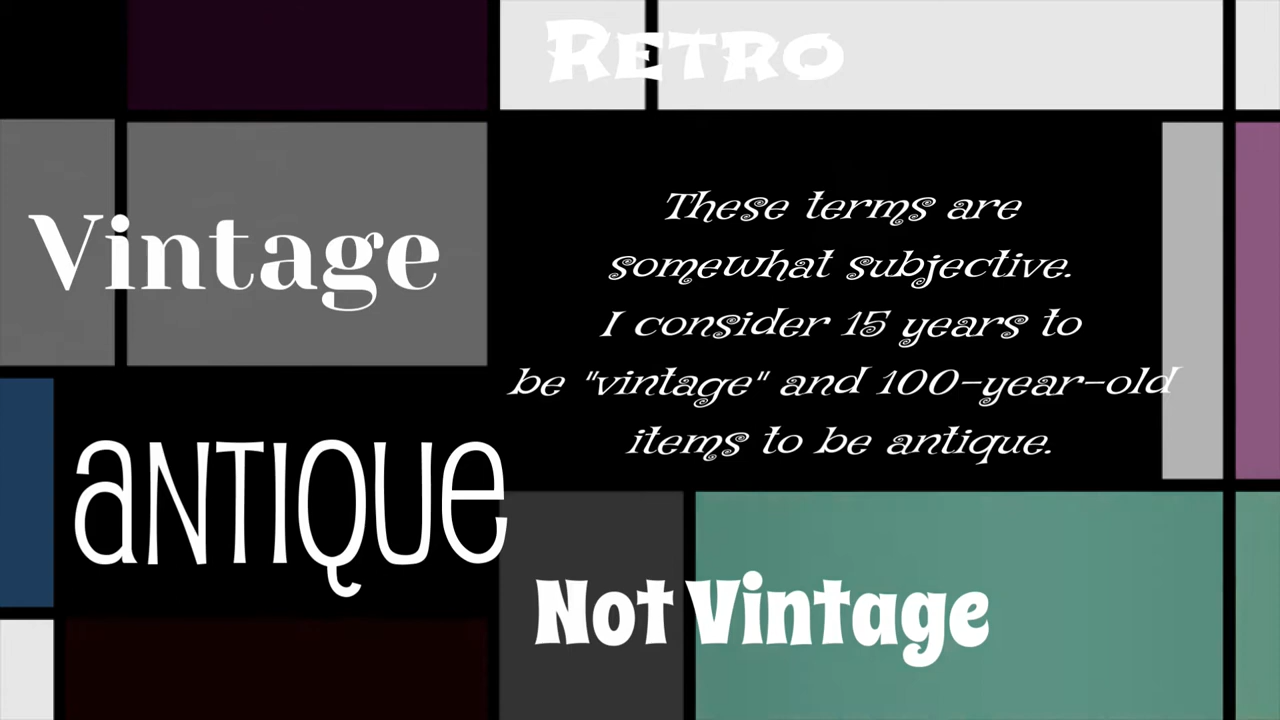 RETRO
Vintage
These terms are
somewhat subjective.
I consider 15 years to
be "vintage" and 100-year-old
items to be antique.
aNTIQUe
Not Vintage